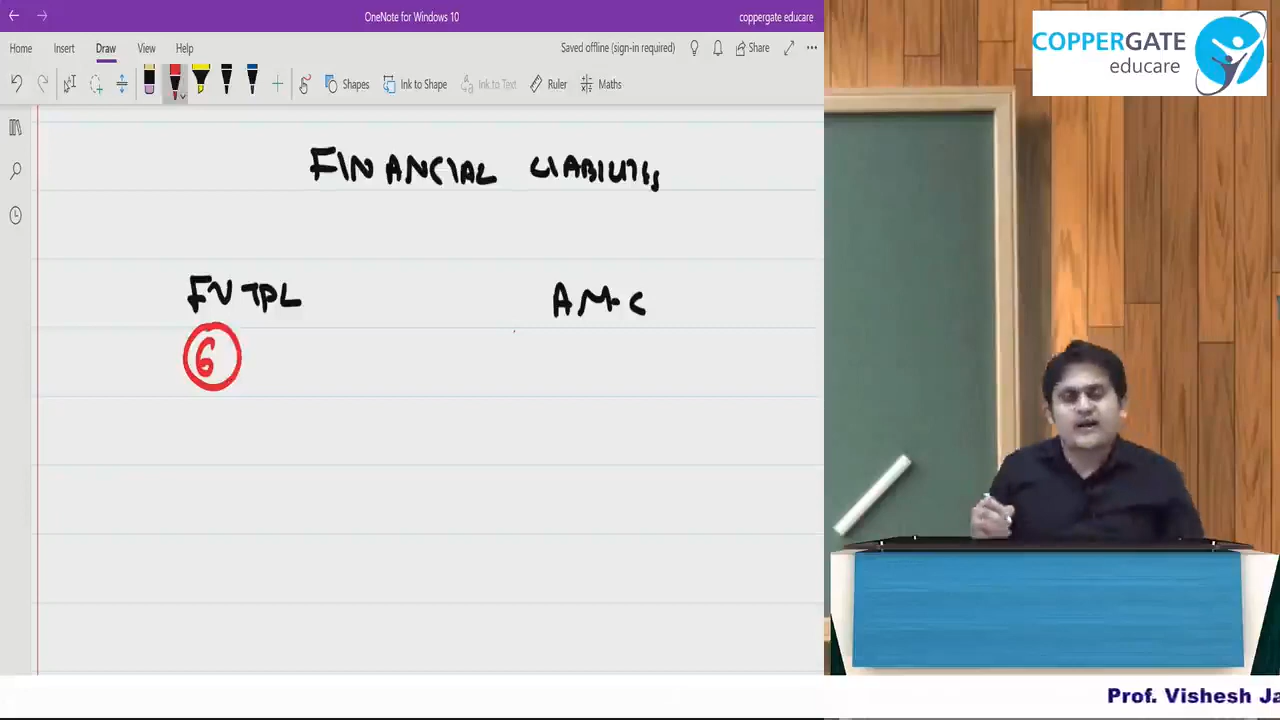 OneNote for Windows 10
coppergate educare
Home Insert Draw View Help
Saved offline (sign-in required)
Share
Shapes
Ink to Shape
Ink to Text
Ruler
Maths
COPPERGATE
educare
FINANCIAL LIABILITIES
FVTPL
AMC
6
Prof. Vishesh Ja